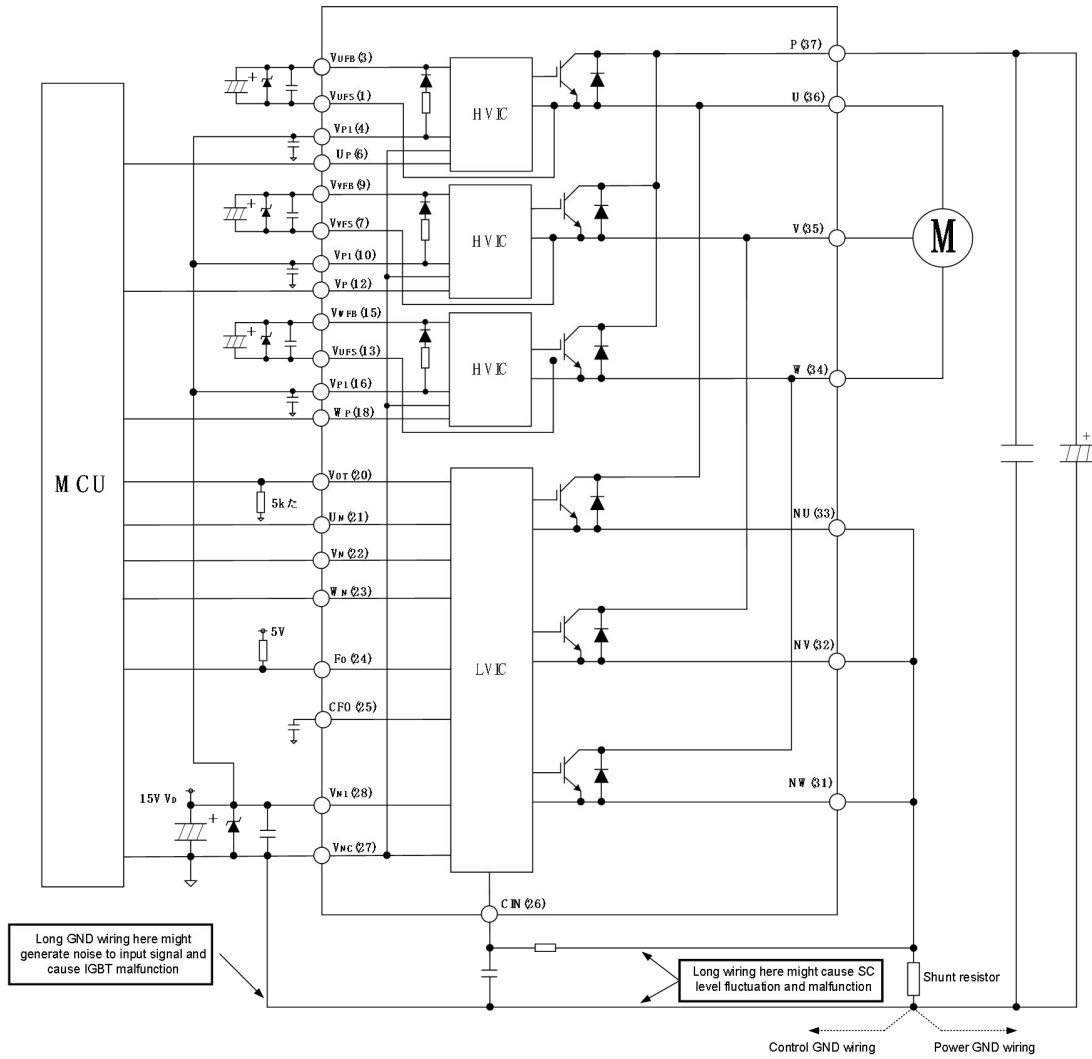 VUFB (3)
P (37)
VUFS (1)
U (36)
HVIC
VP1 (4)
UP (6)
VVFB (9)
VVFS (7)
V (35)
M
HVIC
VP1 (10)
VP (12)
VWFB (15)
VUFS (13)
W (34)
HVIC
VP1 (16)
WP (18)
MCU
VOT (20)
5kた
UN (21)
NU (33)
VN (22)
WN (23)
5V
FO (24)
LVIC
NV (32)
CFO (25)
15V VD
VN1 (28)
NW (31)
VNC (27)
CIN (26)
Long GND wiring here might
generate noise to input signal and
cause IGBT malfunction
Long wiring here might cause SC
level fluctuation and malfunction
Shunt resistor
Control GND wiring
Power GND wiring
+
+
+
+
+